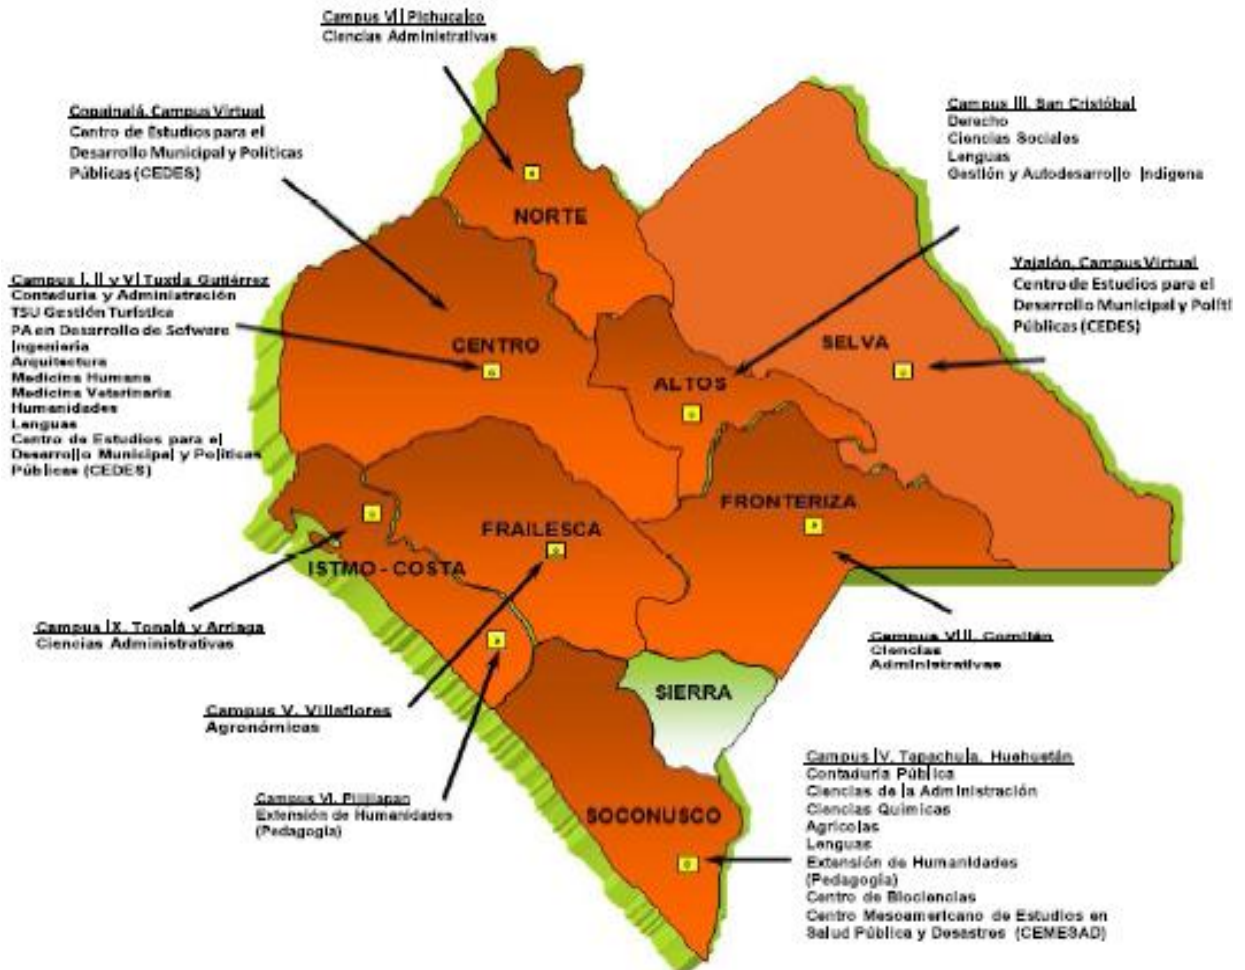 Campus VII Pichucalco
Ciencias Administrativas
Copainalá, Campus Virtual
Centro de Estudios para el
Desarrollo Municipal y Políticas
Públicas (CEDES)
Campus III. San Cristóbal
Derecho
Ciencias Sociales
Lenguas
Gestión y Autodesarrollo Indígena
Yajalón, Campus Virtual
Centro de Estudios para el
Desarrollo Municipal y Políti
Públicas (CEDES)
Campus I, II y VI Tuxtla Gutiérrez
Contaduría y Administración
TSU Gestión Turística
PA en Desarrollo de Sofware
Ingeniería
Arquitectura
Medicina Humana
Medicina Veterinaria
Humanidades
Lenguas
Centro de Estudios para el
Desarrollo Municipal y Políticas
Públicas (CEDES)
NORTE
CENTRO
ALTOS
SELVA
FRONTERIZA
FRAILESCA
ISTMO - COSTA
SIERRA
SOCONUSCO
Campus IX. Tonalá y Arriaga
Ciencias Administrativas
Campus V. Villaflores
Agronómicas
Campus VI. Pijijiapan
Extensión de Humanidades
(Pedagogía)
Campus VIII. Comitán
Ciencias
Administrativas
Campus IV. Tapachula. Huehuetán
Contaduría Pública
Ciencias de la Administración
Ciencias Químicas
Agrícolas
Lenguas
Extensión de Humanidades
(Pedagogía)
Centro de Biociencias
Centro Mesoamericano de Estudios en
Salud Pública y Desastres (CEMESAD)